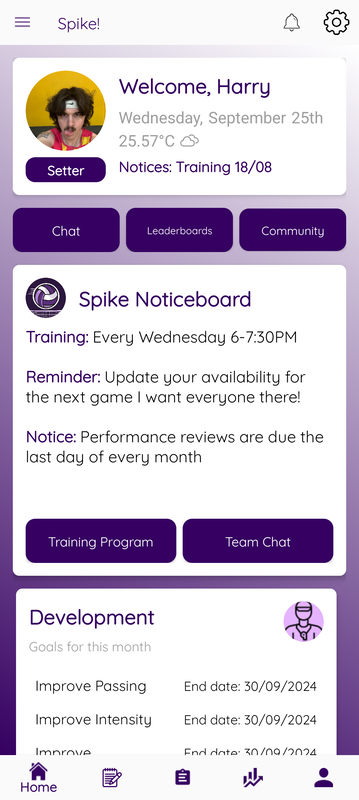 Spike!
Welcome, Harry
Wednesday, September 25th
25.57°C
Setter
Notices: Training 18/08
Chat
Leaderboards
Community
Spike Noticeboard
Training: Every Wednesday 6-7:30PM
Reminder: Update your availability for
the next game I want everyone there!
Notice: Performance reviews are due the
last day of every month
Training Program
Team Chat
Development
Goals for this month
Improve Passing
End date: 30/09/2024
Improve Intensity
End date: 30/09/2024
Improve
End date: 30/09/2024
Home